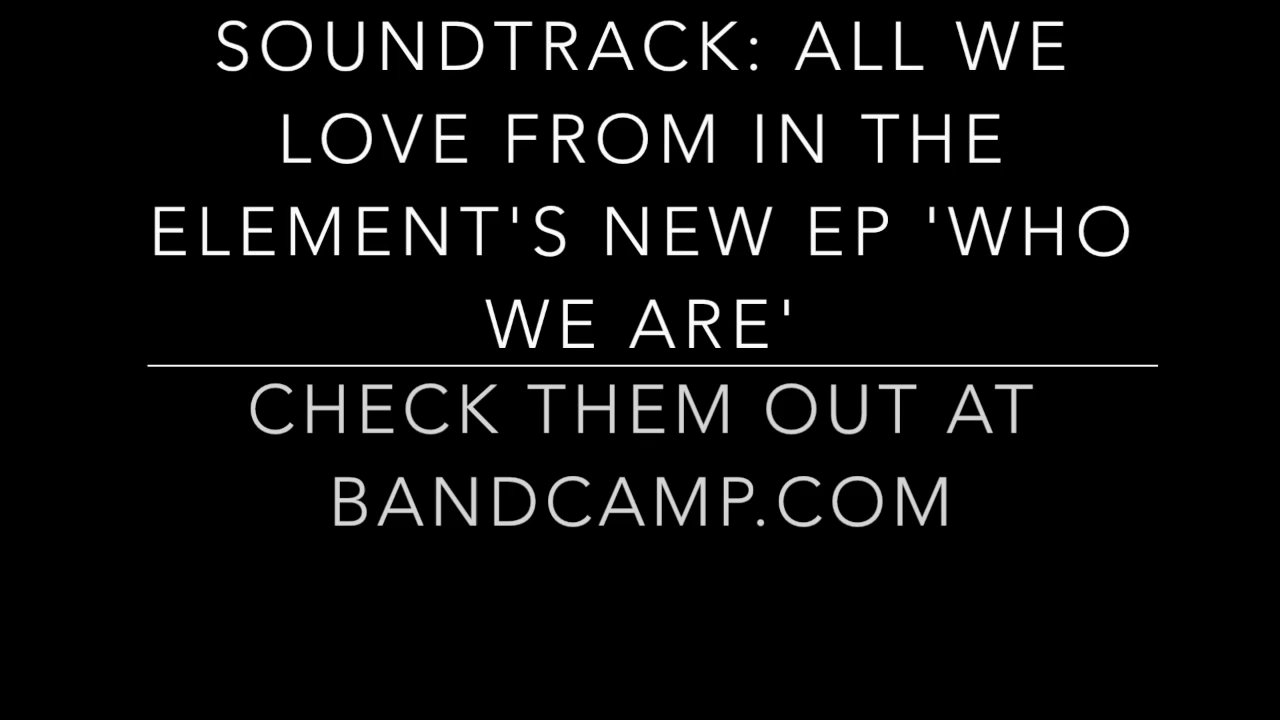 SOUNDTRACK: ALL WE
LOVE FROM IN THE
ELEMENT'S NEW EP 'WHO
WE ARE'
CHECK THEM OUT AT
BANDCAMP.COM